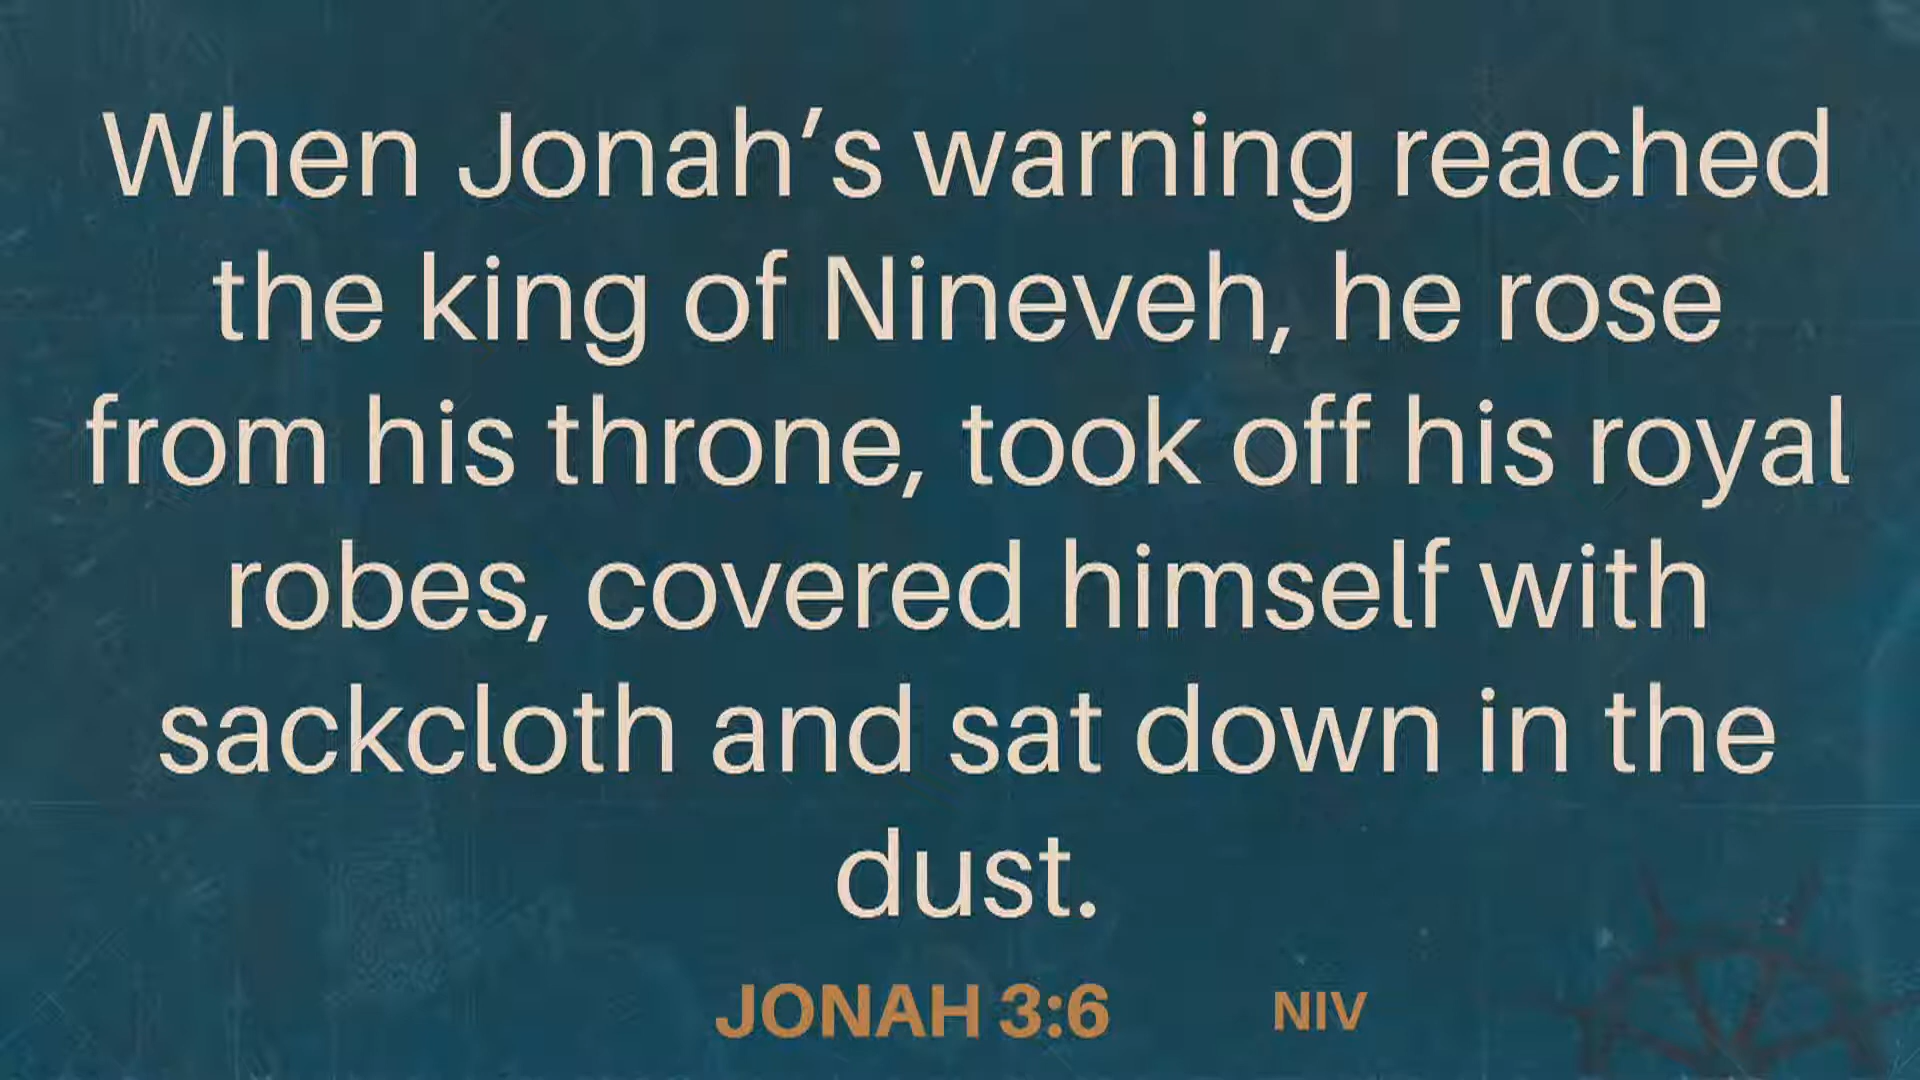 When Jonah’s warning reached
the king of Nineveh, he rose
from his throne, took off his royal
robes, covered himself with
sackcloth and sat down in the
dust.
JONAH 3:6 NIV